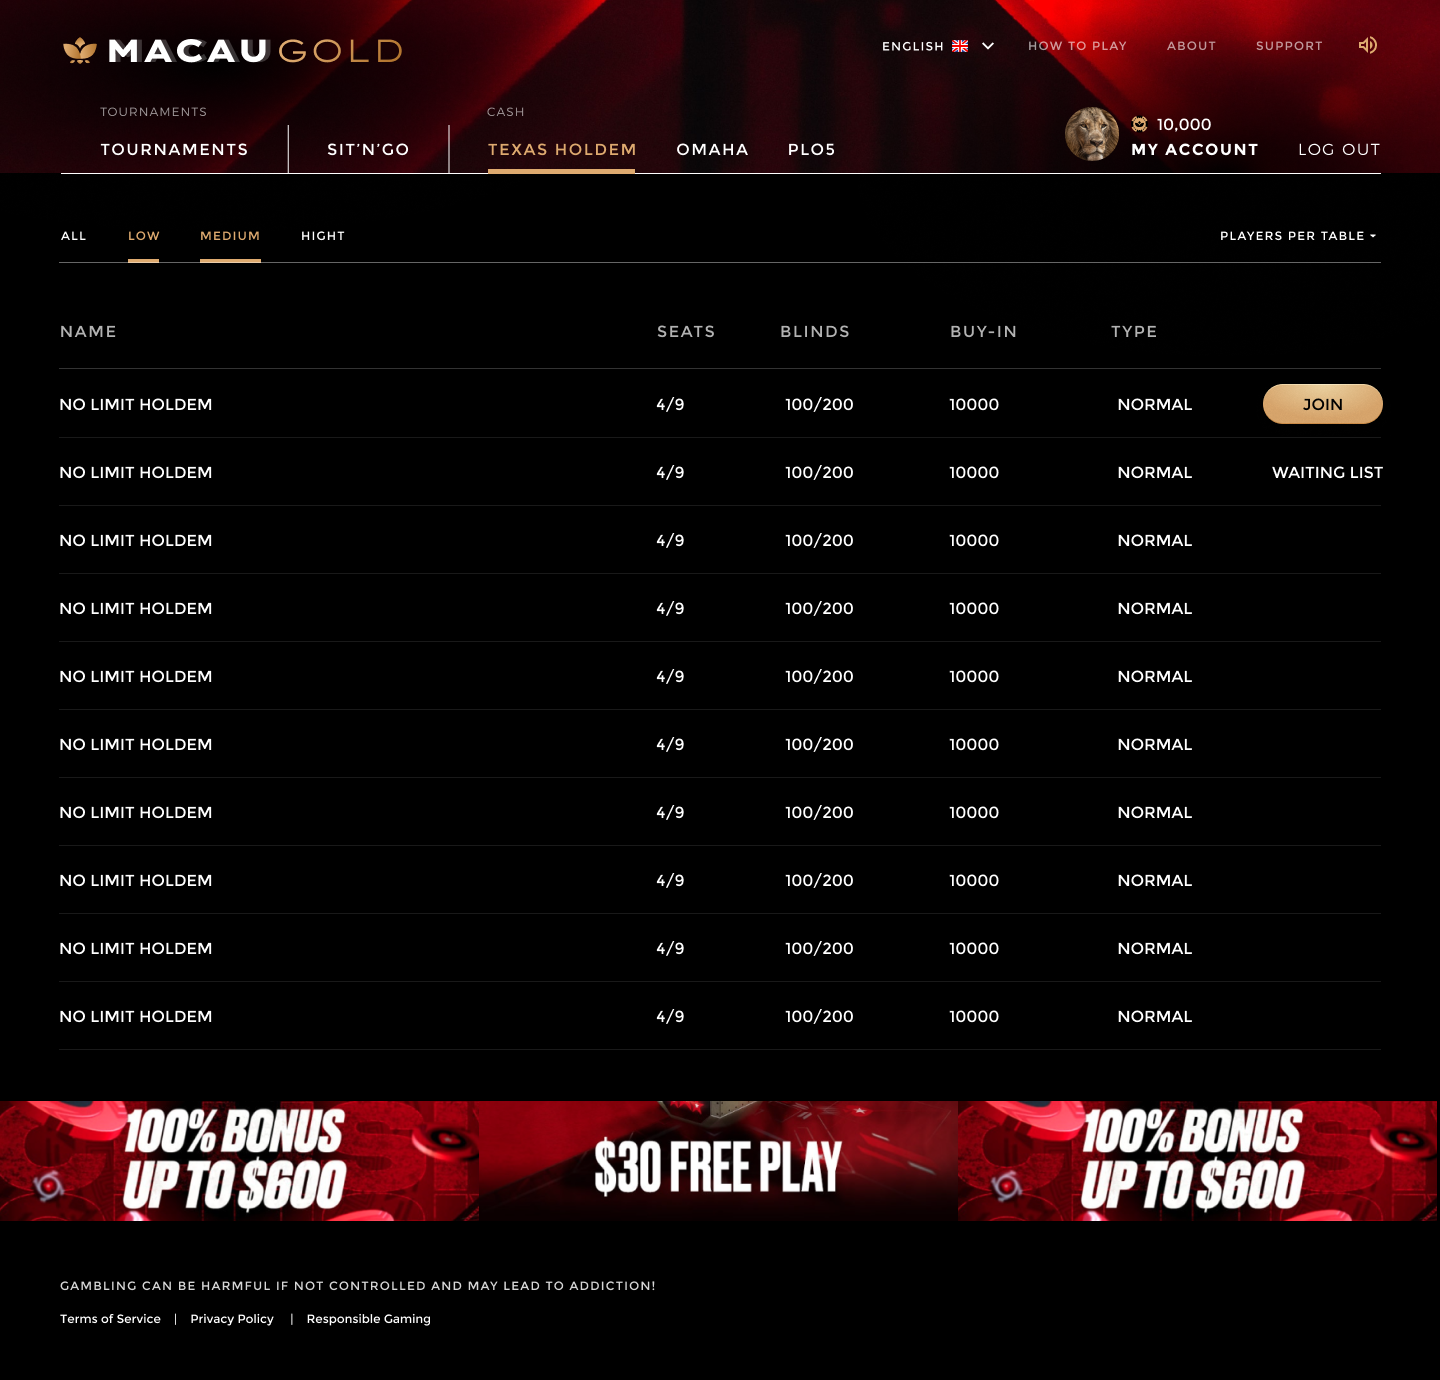 MACAU GOLD
ENGLISH HOW TO PLAY ABOUT SUPPORT
TOURNAMENTS CASH
10,000
TOURNAMENTS SIT'N'GO TEXAS HOLDEM OMAHA PLO5 MY ACCOUNT LOG OUT
ALL LOW MEDIUM HIGHT PLAYERS PER TABLE
NAME SEATS BLINDS BUY-IN TYPE
NO LIMIT HOLDEM 4/9 100/200 10000 NORMAL JOIN
NO LIMIT HOLDEM 4/9 100/200 10000 NORMAL WAITING LIST
NO LIMIT HOLDEM 4/9 100/200 10000 NORMAL
NO LIMIT HOLDEM 4/9 100/200 10000 NORMAL
NO LIMIT HOLDEM 4/9 100/200 10000 NORMAL
NO LIMIT HOLDEM 4/9 100/200 10000 NORMAL
NO LIMIT HOLDEM 4/9 100/200 10000 NORMAL
NO LIMIT HOLDEM 4/9 100/200 10000 NORMAL
NO LIMIT HOLDEM 4/9 100/200 10000 NORMAL
NO LIMIT HOLDEM 4/9 100/200 10000 NORMAL
100% BONUS
UP TO $600
$30 FREE PLAY
100% BONUS
UP TO $600
GAMBLING CAN BE HARMFUL IF NOT CONTROLLED AND MAY LEAD TO ADDICTION!
Terms of Service | Privacy Policy | Responsible Gaming